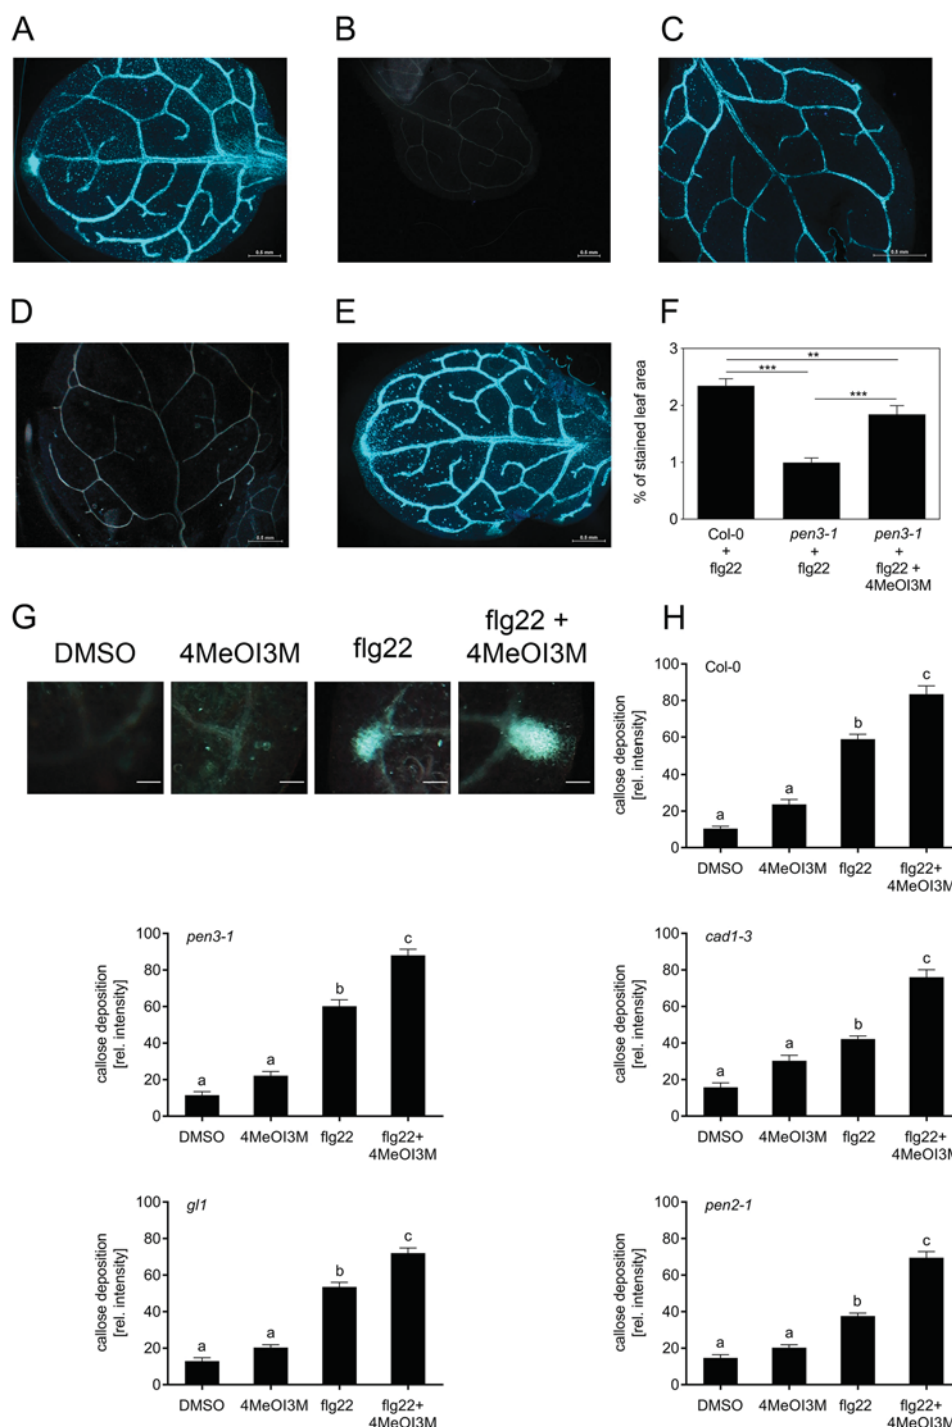 A
B
C
0.5 mm
0.5 mm
0.5 mm
D
E
F
0.5 mm
0.5 mm
% of stained leaf area
3
2
1
0
**
***
***
Col-0
+
flg22
pen3-1
+
flg22
pen3-1
+
flg22 +
4MeOI3M
G
DMSO
4MeOI3M
flg22
flg22 +
4MeOI3M
H
Col-0
callose deposition
[rel. intensity]
100
80
60
40
20
0
a
a
b
c
DMSO
4MeOI3M
flg22
flg22+
4MeOI3M
pen3-1
callose deposition
[rel. intensity]
100
80
60
40
20
0
a
a
b
c
DMSO
4MeOI3M
flg22
flg22+
4MeOI3M
cad1-3
callose deposition
[rel. intensity]
100
80
60
40
20
0
a
a
b
c
DMSO
4MeOI3M
flg22
flg22+
4MeOI3M
gl1
callose deposition
[rel. intensity]
100
80
60
40
20
0
a
a
b
c
DMSO
4MeOI3M
flg22
flg22+
4MeOI3M
pen2-1
callose deposition
[rel. intensity]
100
80
60
40
20
0
a
a
b
c
DMSO
4MeOI3M
flg22
flg22+
4MeOI3M